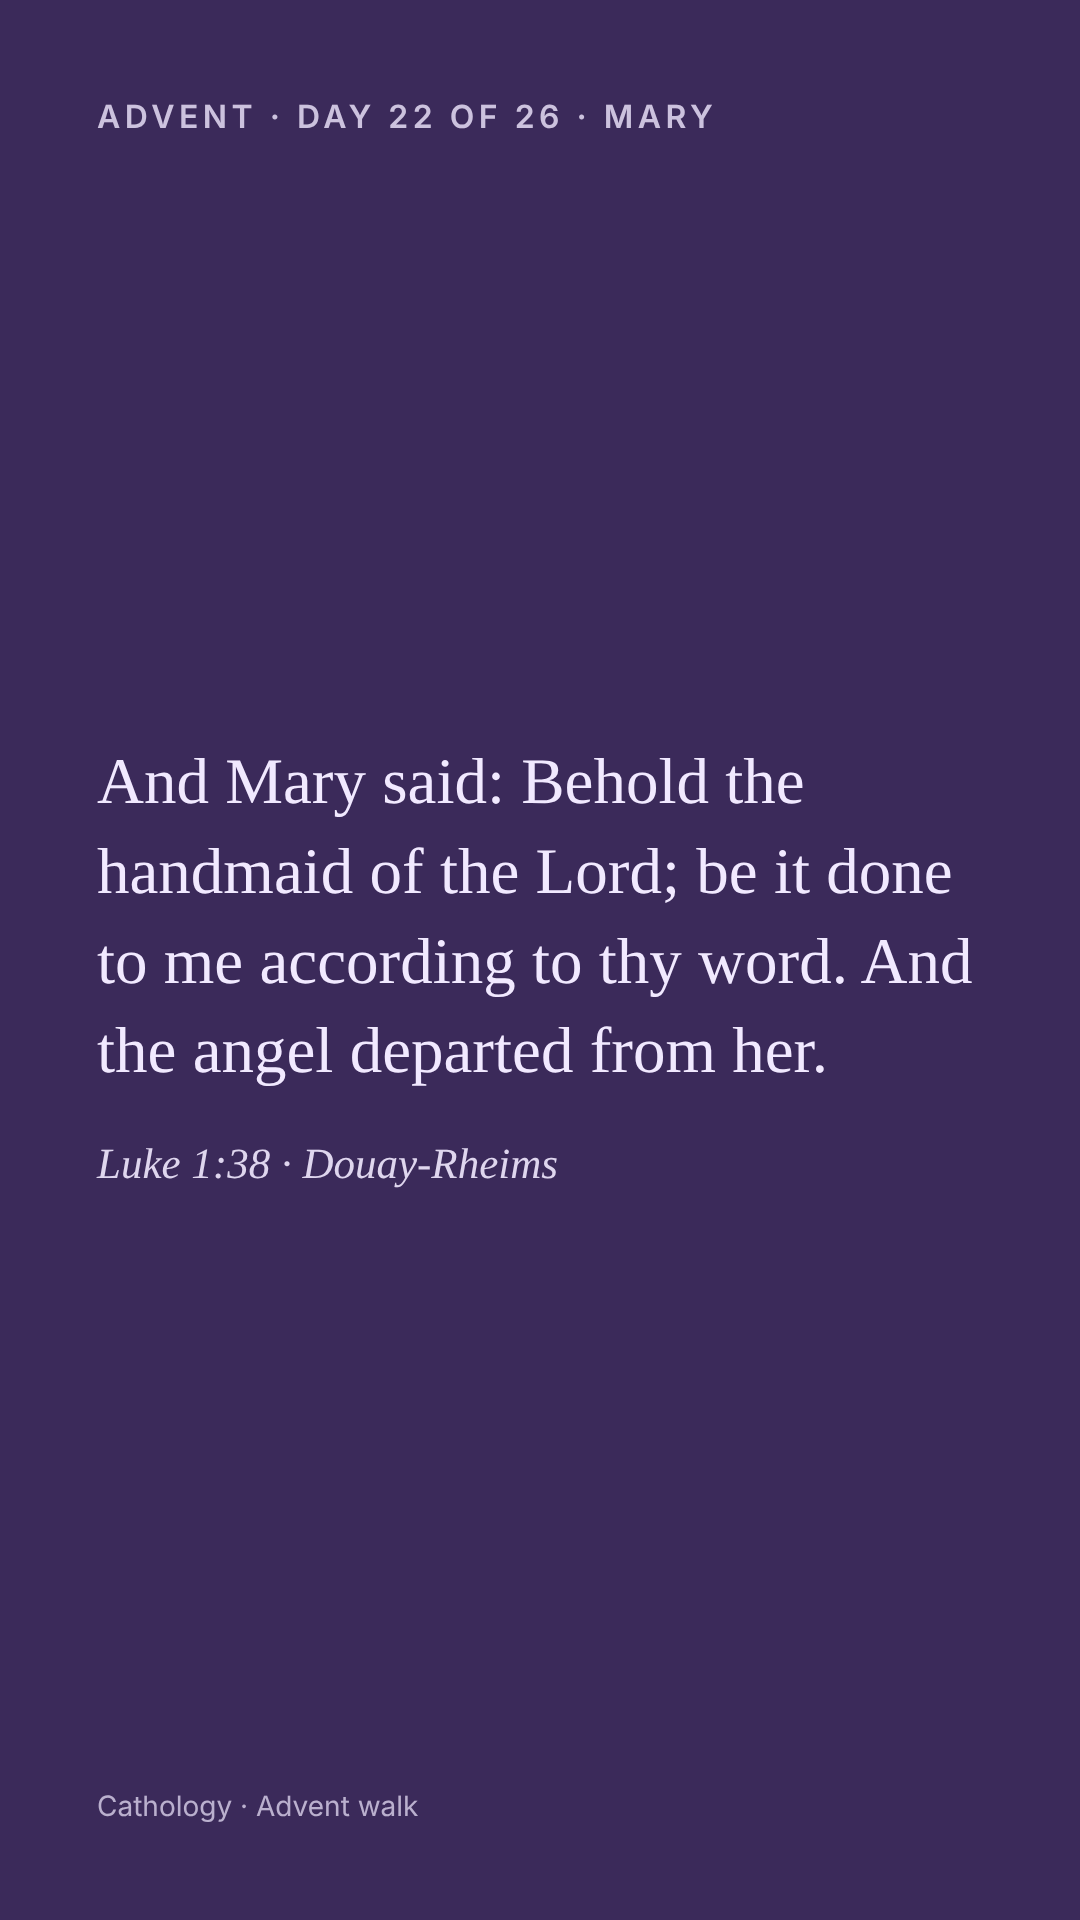 ADVENT · DAY 22 OF 26 · MARY
And Mary said: Behold the
handmaid of the Lord; be it done
to me according to thy word. And
the angel departed from her.
Luke 1:38 · Douay-Rheims
Cathology · Advent walk